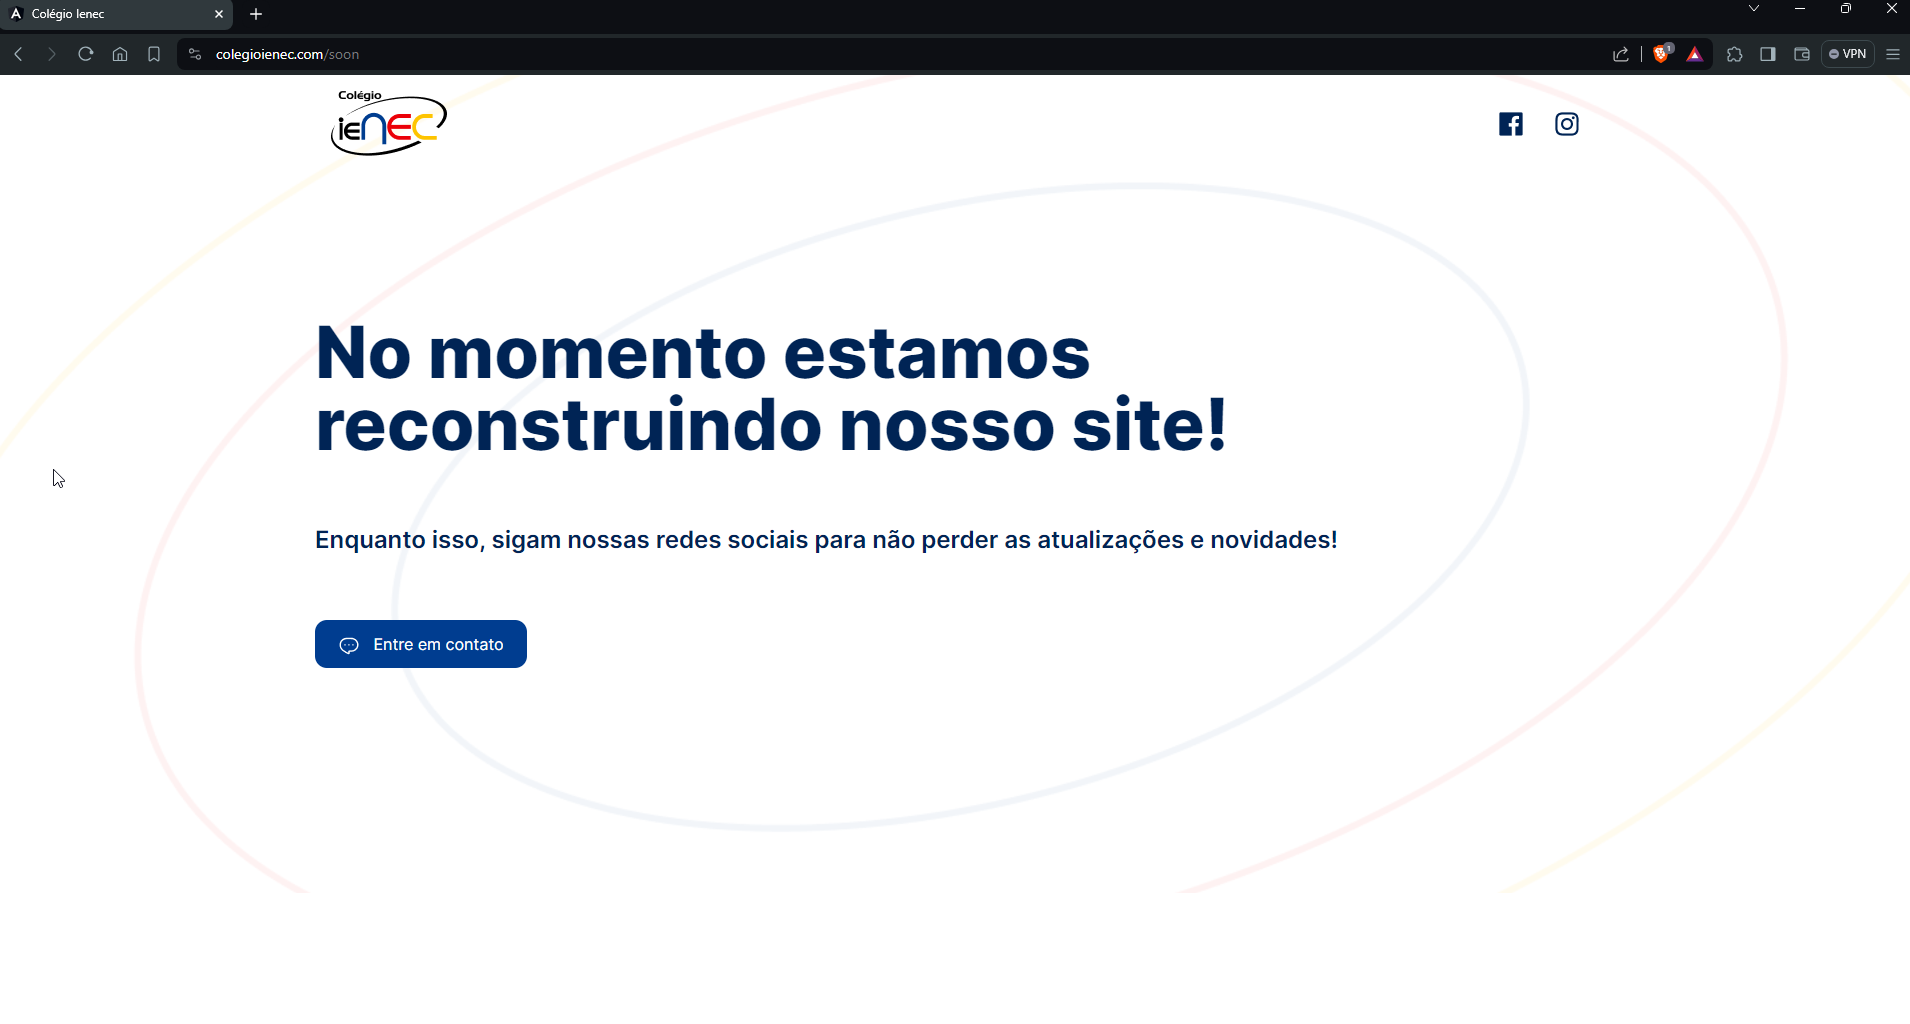 Colégio Ienec
colegioienec.com/soon
1
VPN
Colégio
ieNEC
No momento estamos
reconstruindo nosso site!
Enquanto isso, sigam nossas redes sociais para não perder as atualizações e novidades!
Entre em contato